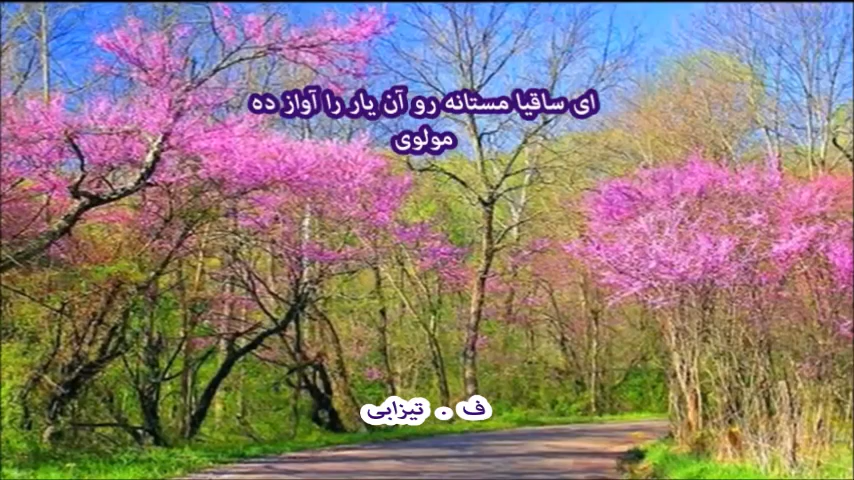 ای ساقیا مستانه رو آن یار را آواز ده
مولوی
ف . تیزابی